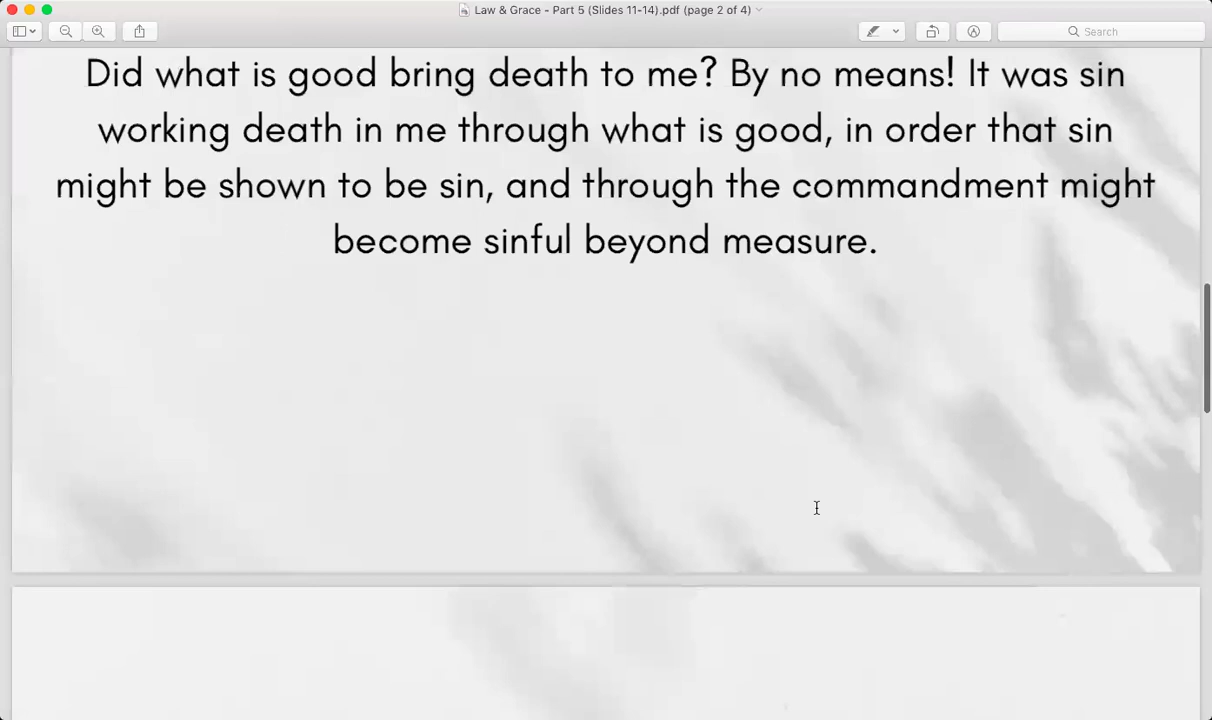 Law & Grace - Part 5 (Slides 11-14).pdf (page 2 of 4)
Search
Did what is good bring death to me? By no means! It was sin
working death in me through what is good, in order that sin
might be shown to be sin, and through the commandment might
become sinful beyond measure.